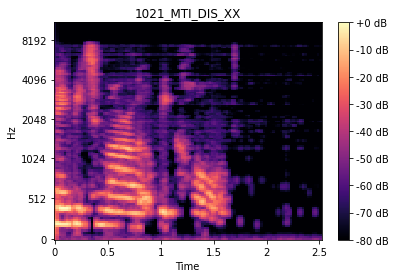 1021_MTI_DIS_XX
8192
4096
2048
1024
512
0
Hz
0
0.5
1
1.5
2
2.5
Time
+0 dB
-10 dB
-20 dB
-30 dB
-40 dB
-50 dB
-60 dB
-70 dB
-80 dB